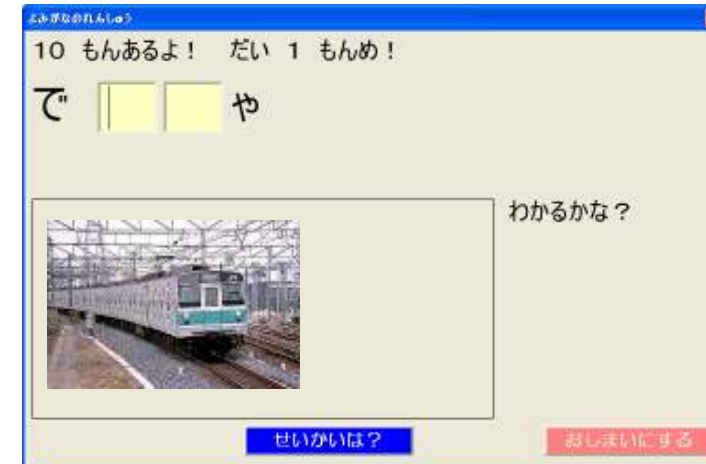 よみがなのれんしゅう
10 もんあるよ！ だい 1 もんめ！
で や
わかるかな？
せいかいは？
おしまいにする